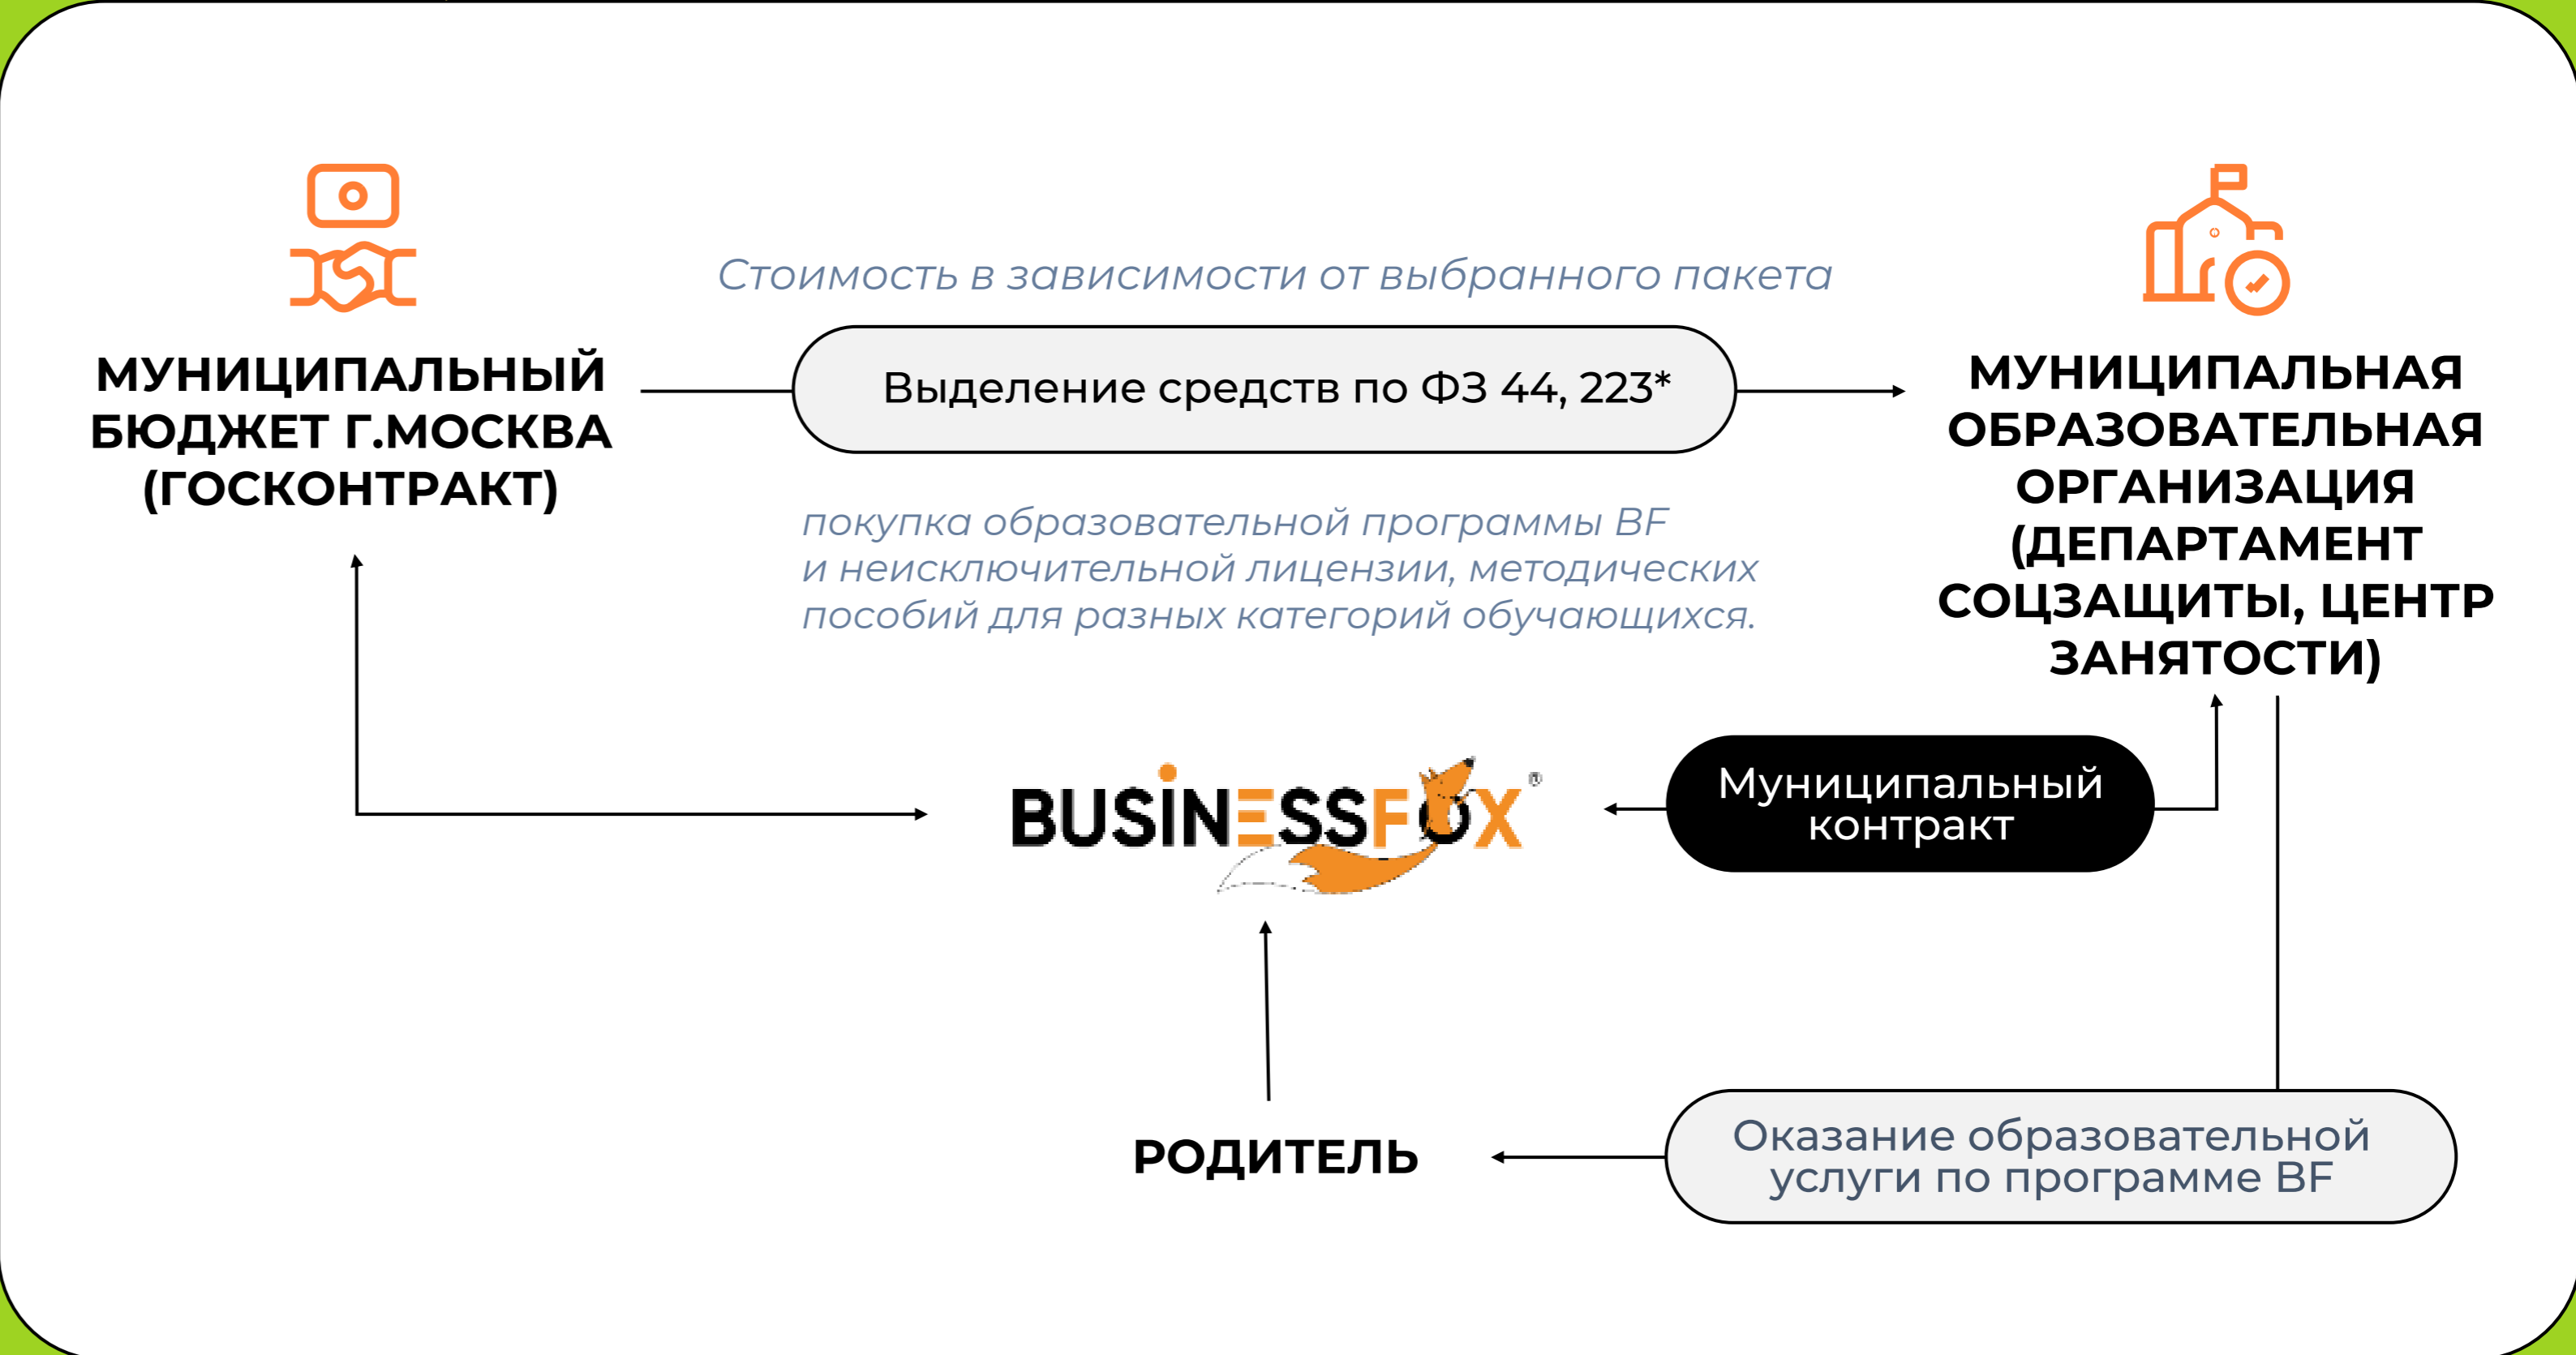 МУНИЦИПАЛЬНЫЙ
БЮДЖЕТ Г.МОСКВА
(ГОСКОНТРАКТ)
Стоимость в зависимости от выбранного пакета
Выделение средств по ФЗ 44, 223*
покупка образовательной программы BF
и неисключительной лицензии, методических
пособий для разных категорий обучающихся.
МУНИЦИПАЛЬНАЯ
ОБРАЗОВАТЕЛЬНАЯ
ОРГАНИЗАЦИЯ
(ДЕПАРТАМЕНТ
СОЦЗАЩИТЫ, ЦЕНТР
ЗАНЯТОСТИ)
BUSiNESSFOX®
Муниципальный
контракт
РОДИТЕЛЬ
Оказание образовательной
услуги по программе BF